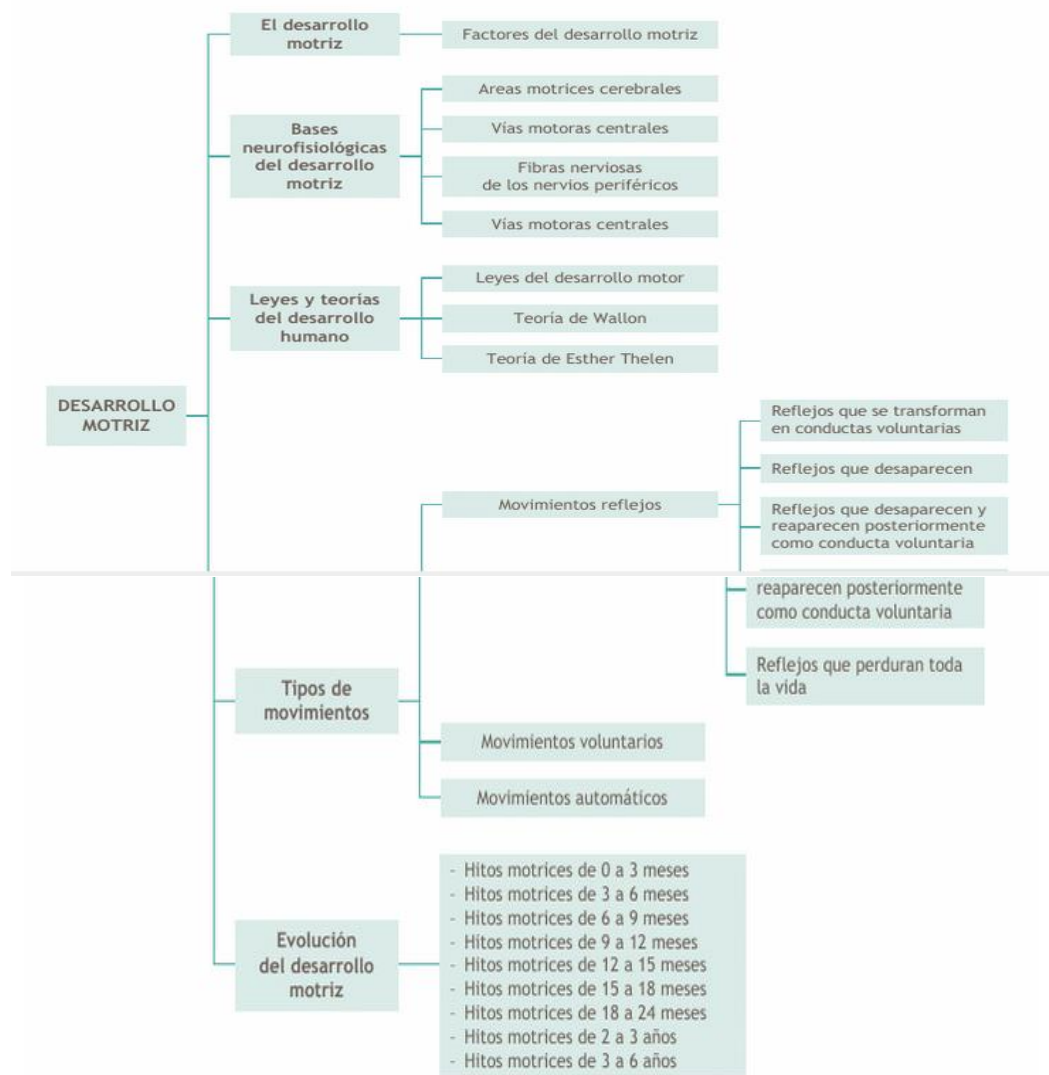 El desarrollo
motriz
Factores del desarrollo motriz
Bases
neurofisiológicas
del desarrollo
motriz
Areas motrices cerebrales
Vías motoras centrales
Fibras nerviosas
de los nervios periféricos
Vías motoras centrales
Leyes y teorías
del desarrollo
humano
Leyes del desarrollo motor
Teoría de Wallon
Teoría de Esther Thelen
DESARROLLO
MOTRIZ
Movimientos reflejos
Reflejos que se transforman
en conductas voluntarias
Reflejos que desaparecen
Reflejos que desaparecen y
reaparecen posteriormente
como conducta voluntaria
reaparecen posteriormente
como conducta voluntaria
Reflejos que perduran toda
la vida
Tipos de
movimientos
Movimientos voluntarios
Movimientos automáticos
Evolución
del desarrollo
motriz
- Hitos motrices de 0 a 3 meses
- Hitos motrices de 3 a 6 meses
- Hitos motrices de 6 a 9 meses
- Hitos motrices de 9 a 12 meses
- Hitos motrices de 12 a 15 meses
- Hitos motrices de 15 a 18 meses
- Hitos motrices de 18 a 24 meses
- Hitos motrices de 2 a 3 años
- Hitos motrices de 3 a 6 años